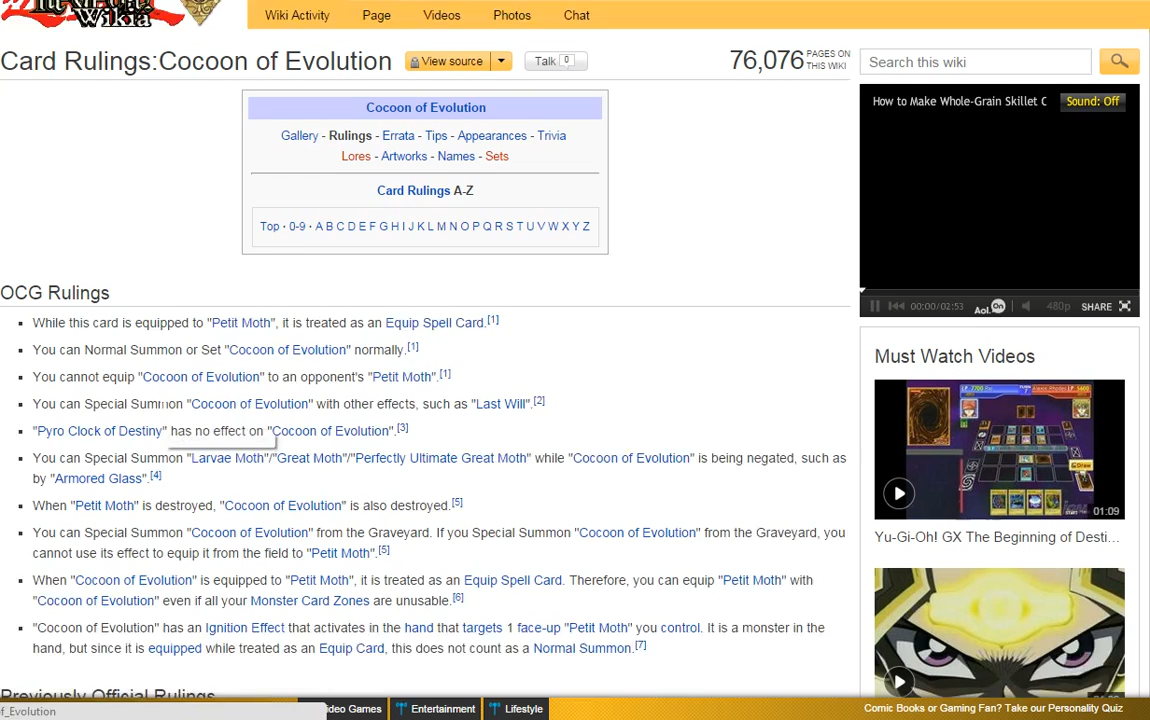 Wikia
Wiki Activity Page Videos Photos Chat
Card Rulings:Cocoon of Evolution View source Talk 0 76,076 PAGES ON THIS WIKI Search this wiki
Cocoon of Evolution
Gallery - Rulings - Errata - Tips - Appearances - Trivia
Lores - Artworks - Names - Sets
Card Rulings A-Z
Top · 0-9 · A B C D E F G H I J K L M N O P Q R S T U V W X Y Z
How to Make Whole-Grain Skillet C Sound: Off
00:00/02:53 Aol. On 480p SHARE
OCG Rulings
While this card is equipped to "Petit Moth", it is treated as an Equip Spell Card.[1]
You can Normal Summon or Set "Cocoon of Evolution" normally.[1]
You cannot equip "Cocoon of Evolution" to an opponent's "Petit Moth".[1]
You can Special Summon "Cocoon of Evolution" with other effects, such as "Last Will".[2]
"Pyro Clock of Destiny" has no effect on "Cocoon of Evolution".[3]
You can Special Summon "Larvae Moth"/"Great Moth"/"Perfectly Ultimate Great Moth" while "Cocoon of Evolution" is being negated, such as
by "Armored Glass".[4]
When "Petit Moth" is destroyed, "Cocoon of Evolution" is also destroyed.[5]
You can Special Summon "Cocoon of Evolution" from the Graveyard. If you Special Summon "Cocoon of Evolution" from the Graveyard, you
cannot use its effect to equip it from the field to "Petit Moth".[5]
When "Cocoon of Evolution" is equipped to "Petit Moth", it is treated as an Equip Spell Card. Therefore, you can equip "Petit Moth" with
"Cocoon of Evolution" even if all your Monster Card Zones are unusable.[6]
"Cocoon of Evolution" has an Ignition Effect that activates in the hand that targets 1 face-up "Petit Moth" you control. It is a monster in the
hand, but since it is equipped while treated as an Equip Card, this does not count as a Normal Summon.[7]
Previously Official Rulings
Must Watch Videos
01:09
Yu-Gi-Oh! GX The Beginning of Desti...
ef_Evolution
Video Games Entertainment Lifestyle
Comic Books or Gaming Fan? Take our Personality Quiz